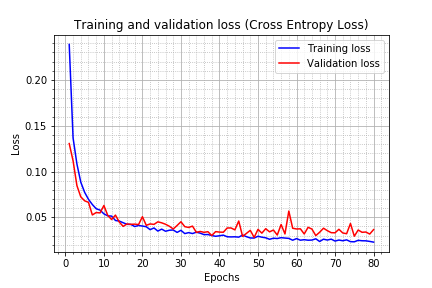 Training and validation loss (Cross Entropy Loss)
Training loss
Validation loss
0.20
0.15
0.10
0.05
Loss
0 10 20 30 40 50 60 70 80
Epochs